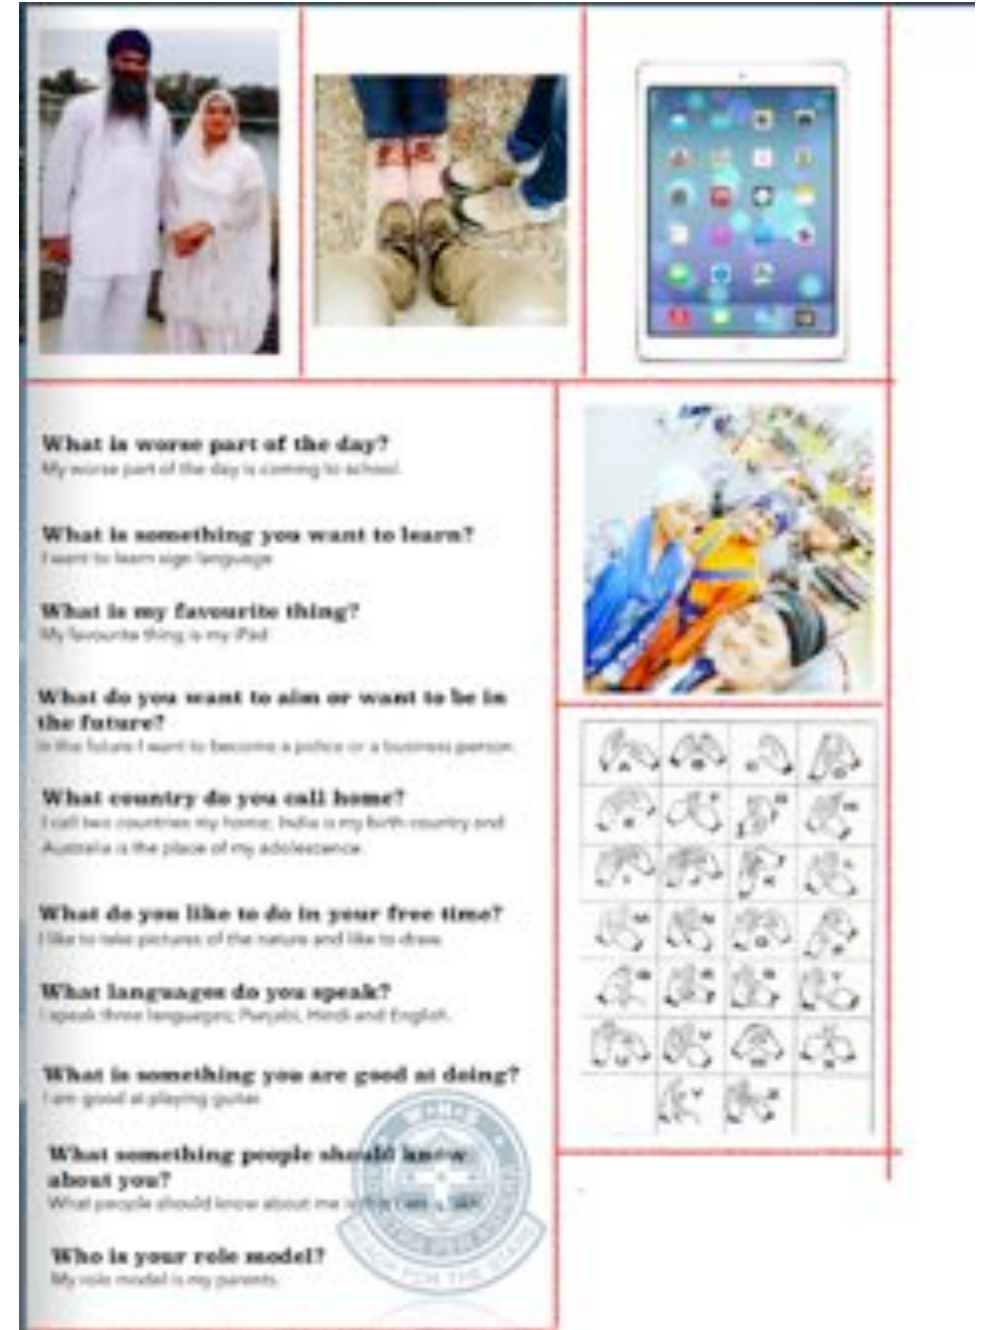 What is worse part of the day?
My worse part of the day is coming to school.
What is something you want to learn?
I want to learn sign language
What is my favourite thing?
My favourite thing is my iPad
What do you want to aim or want to be in
the future?
In the future I want to become a police or a business person.
What country do you call home?
I call two countries my home; India is my birth country and
Australia is the place of my adolescence.
What do you like to do in your free time?
I like to take pictures of the nature and like to draw.
What languages do you speak?
I speak three languages; Punjabi, Hindi and English.
What is something you are good at doing?
I am good at playing guitar.
What something people should know
about you?
What people should know about me is
Who is your role model?
My role model is my parents.
FOR THE